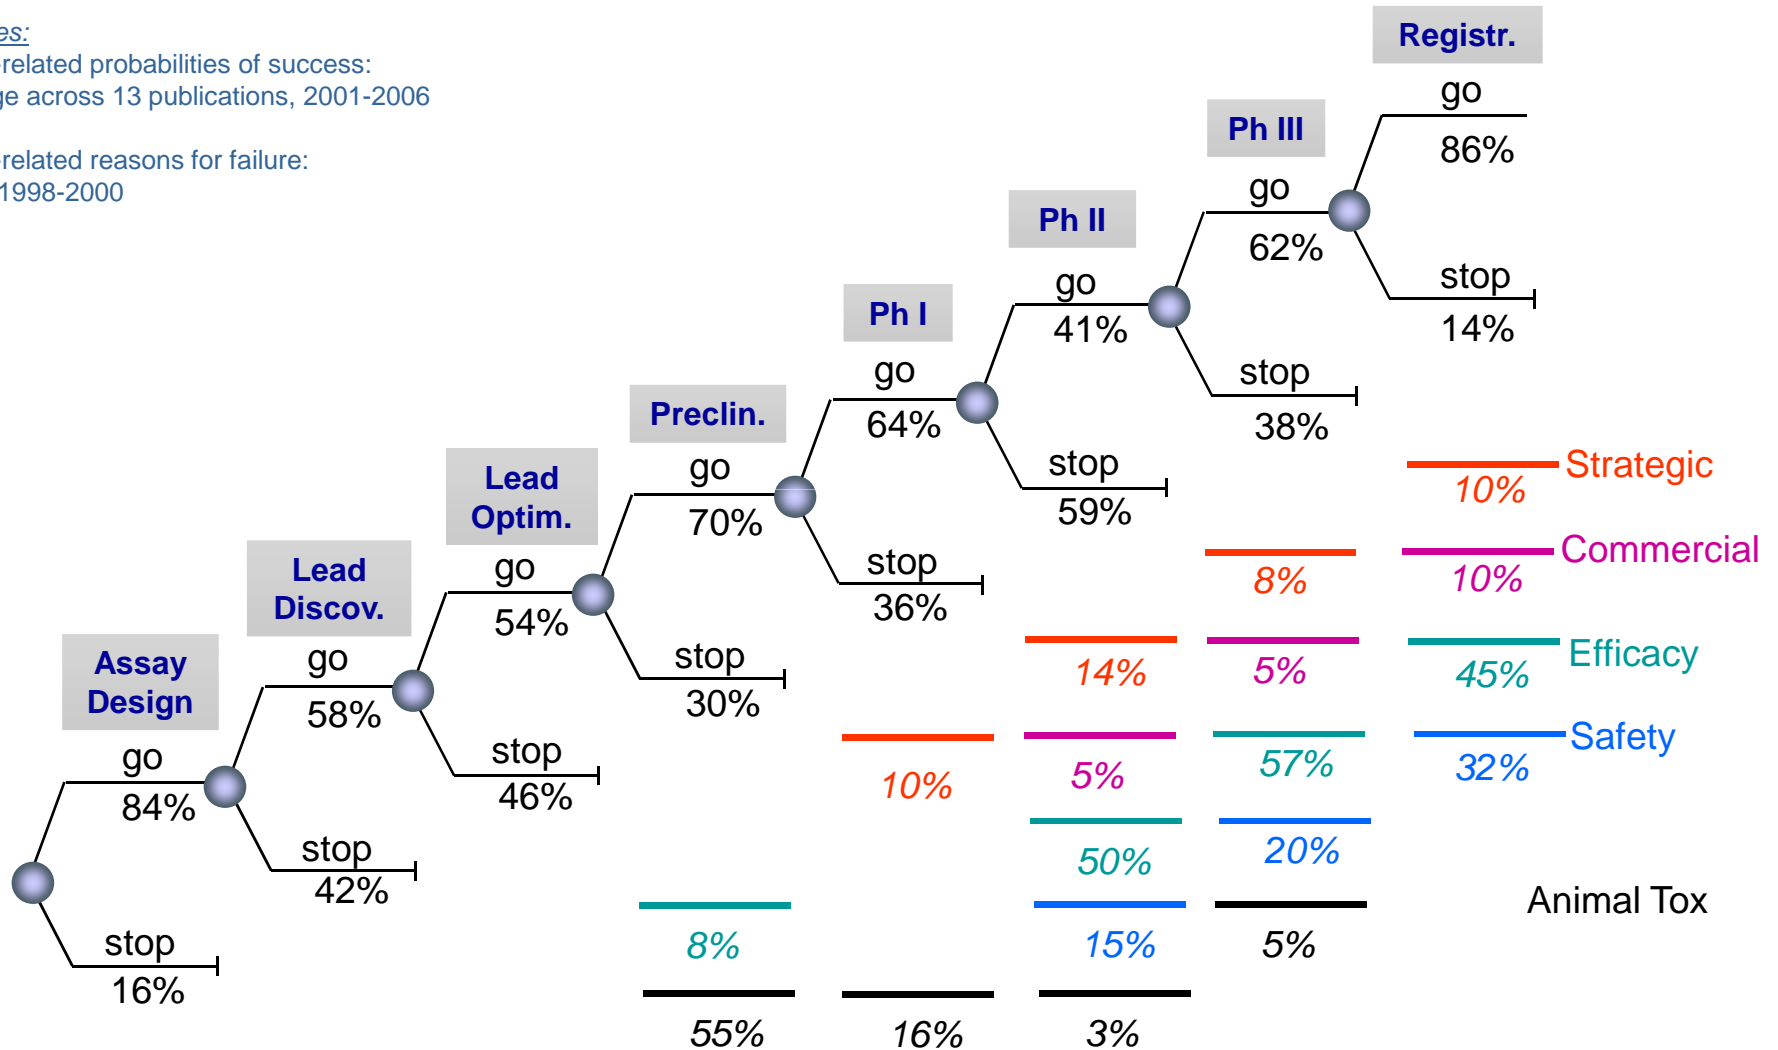 es:
-related probabilities of success:
ge across 13 publications, 2001-2006
-related reasons for failure:
1998-2000
Registr.
go
86%
stop
14%
Ph III
go
62%
stop
38%
Ph II
go
41%
stop
59%
Ph I
go
64%
stop
36%
Preclin.
go
70%
stop
30%
Lead
Optim.
go
54%
stop
46%
Lead
Discov.
go
58%
stop
42%
Assay
Design
go
84%
stop
16%
Strategic
10%
Commercial
8%
10%
Efficacy
14%
5%
45%
Safety
10%
5%
57%
32%
50%
20%
Animal Tox
8%
15%
5%
55%
16%
3%